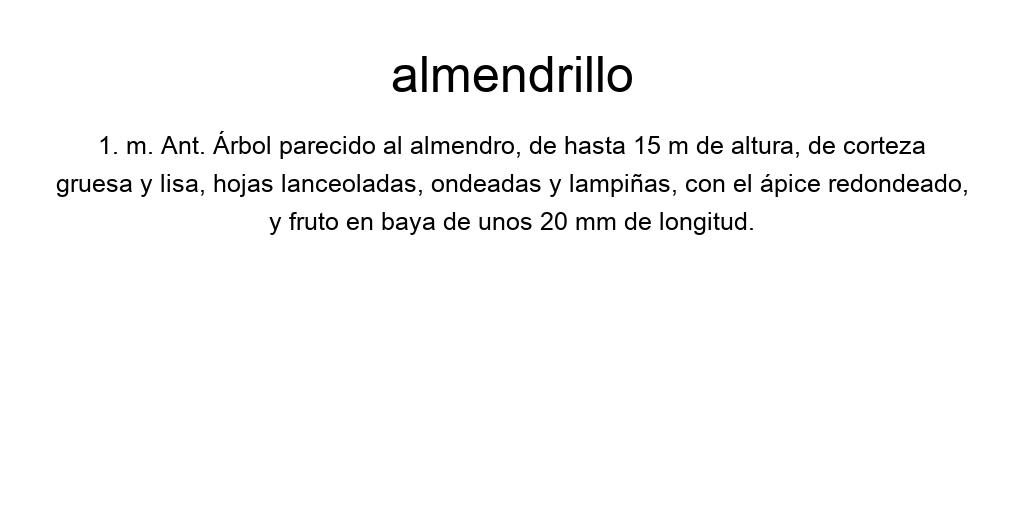 almendrillo
1. m. Ant. Árbol parecido al almendro, de hasta 15 m de altura, de corteza
gruesa y lisa, hojas lanceoladas, ondeadas y lampiñas, con el ápice redondeado,
y fruto en baya de unos 20 mm de longitud.